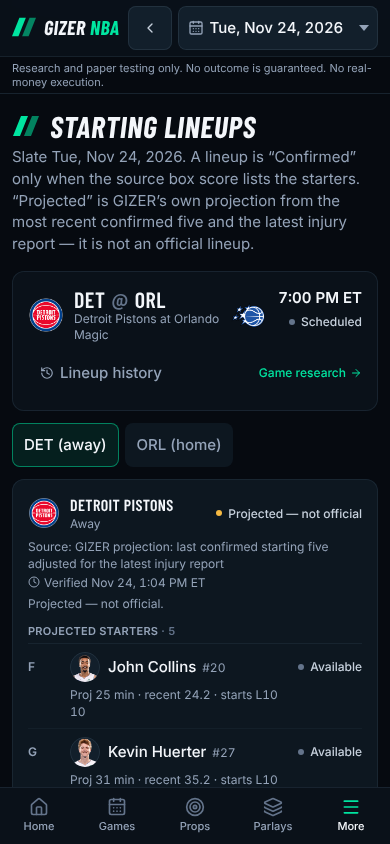 GIZER NBA
Tue, Nov 24, 2026
Research and paper testing only. No outcome is guaranteed. No real-
money execution.
STARTING LINEUPS
Slate Tue, Nov 24, 2026. A lineup is “Confirmed”
only when the source box score lists the starters.
“Projected” is GIZER’s own projection from the
most recent confirmed five and the latest injury
report — it is not an official lineup.
DET @ ORL
7:00 PM ET
Detroit Pistons at Orlando
Magic
Scheduled
Lineup history
Game research →
DET (away)
ORL (home)
DETROIT PISTONS
Away
Projected — not official
Source: GIZER projection: last confirmed starting five
adjusted for the latest injury report
Verified Nov 24, 1:04 PM ET
Projected — not official.
PROJECTED STARTERS · 5
F
John Collins #20
Available
Proj 25 min · recent 24.2 · starts L10
10
G
Kevin Huerter #27
Available
Proj 31 min · recent 35.2 · starts L10
Home
Games
Props
Parlays
More